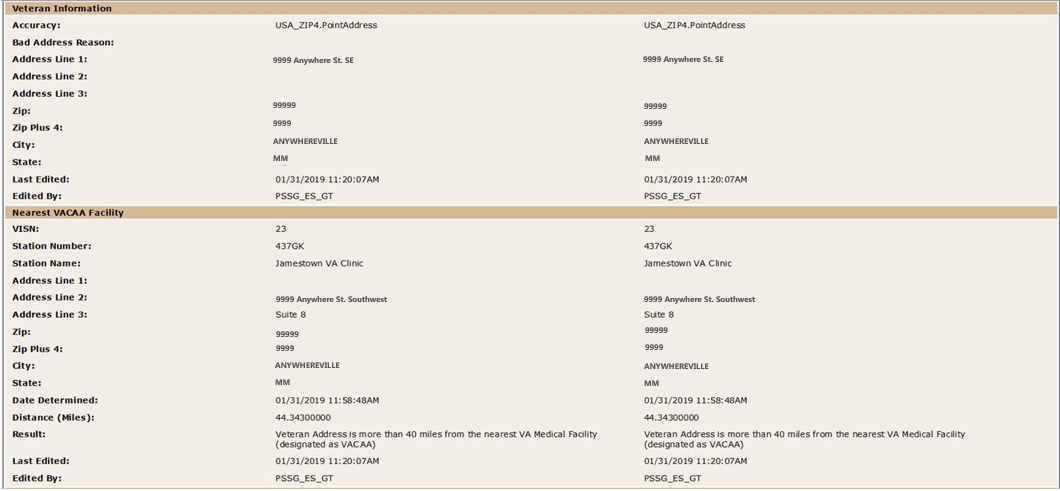 Veteran Information
Accuracy: USA_ZIP4.PointAddress USA_ZIP4.PointAddress
Bad Address Reason:
Address Line 1: 9999 Anywhere St. SE 9999 Anywhere St. SE
Address Line 2:
Address Line 3:
Zip: 99999 99999
Zip Plus 4: 9999 9999
City: ANYWHEREVILLE ANYWHEREVILLE
State: MM MM
Last Edited: 01/31/2019 11:20:07AM 01/31/2019 11:20:07AM
Edited By: PSSG_ES_GT PSSG_ES_GT
Nearest VACAA Facility
VISN: 23 23
Station Number: 437GK 437GK
Station Name: Jamestown VA Clinic Jamestown VA Clinic
Address Line 1:
Address Line 2: 9999 Anywhere St. Southwest 9999 Anywhere St. Southwest
Address Line 3: Suite 8 Suite 8
Zip: 99999 99999
Zip Plus 4: 9999 9999
City: ANYWHEREVILLE ANYWHEREVILLE
State: MM MM
Date Determined: 01/31/2019 11:58:48AM 01/31/2019 11:58:48AM
Distance (Miles): 44.34300000 44.34300000
Result: Veteran Address is more than 40 miles from the nearest VA Medical Facility Veteran Address is more than 40 miles from the nearest VA Medical Facility
(designated as VACAA) (designated as VACAA)
Last Edited: 01/31/2019 11:20:07AM 01/31/2019 11:20:07AM
Edited By: PSSG_ES_GT PSSG_ES_GT